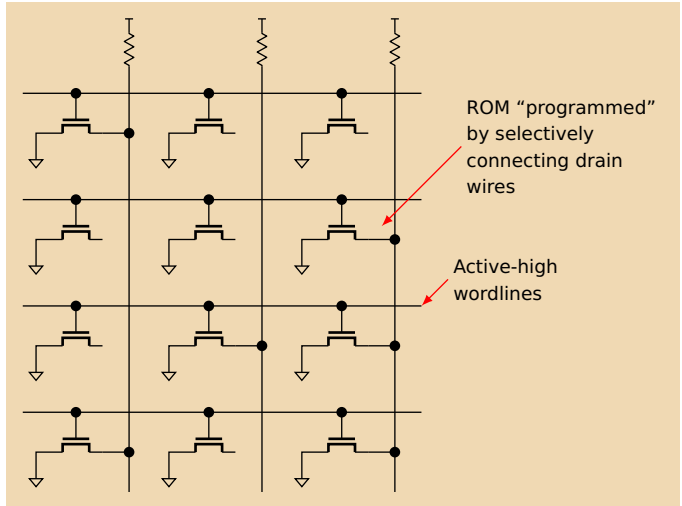 ROM “programmed”
by selectively
connecting drain
wires
Active-high
wordlines